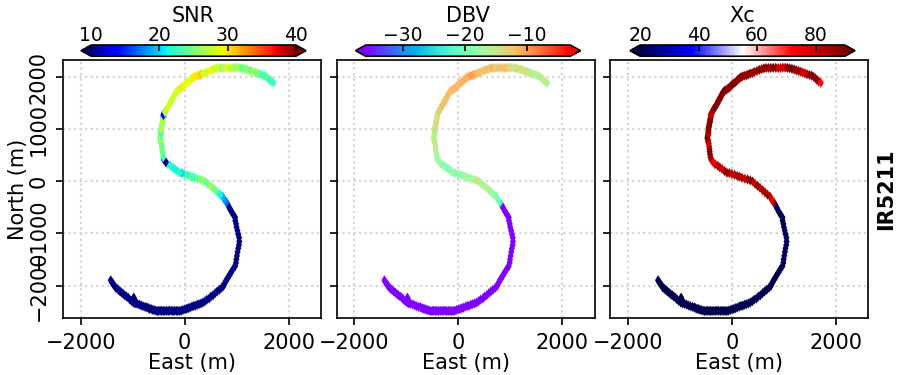 SNR DBV Xc
10 20 30 40 −30 −20 −10 20 40 60 80
North (m)
2000
1000
0
−1000
−2000
−2000 0 2000 −2000 0 2000 −2000 0 2000
East (m) East (m) East (m)
IR5211